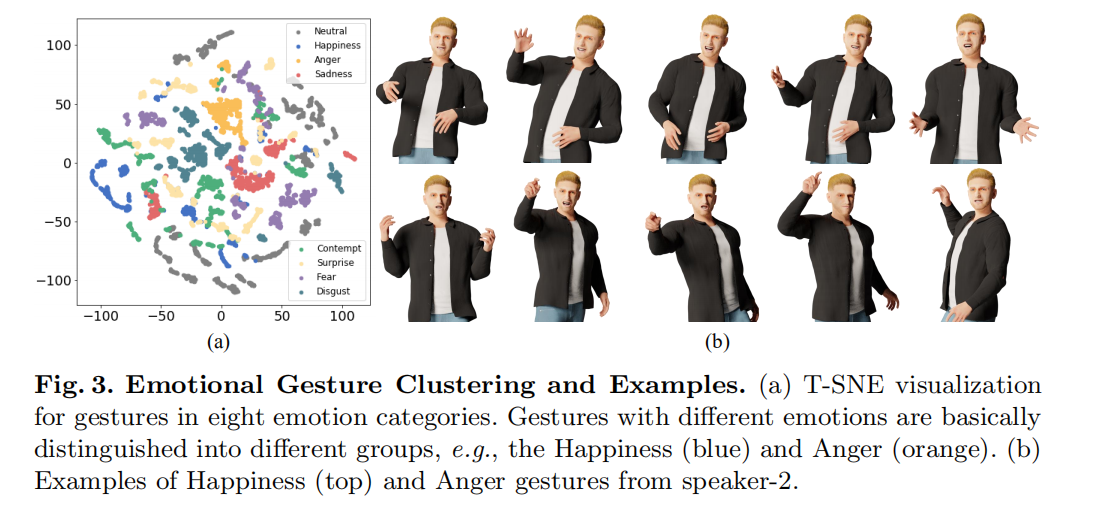 100
50
0
−50
−100
−100
−50
0
50
100
Neutral
Happiness
Anger
Sadness
Contempt
Surprise
Fear
Disgust
(a)
(b)
Fig. 3. Emotional Gesture Clustering and Examples. (a) T-SNE visualization
for gestures in eight emotion categories. Gestures with different emotions are basically
distinguished into different groups, e.g., the Happiness (blue) and Anger (orange). (b)
Examples of Happiness (top) and Anger gestures from speaker-2.